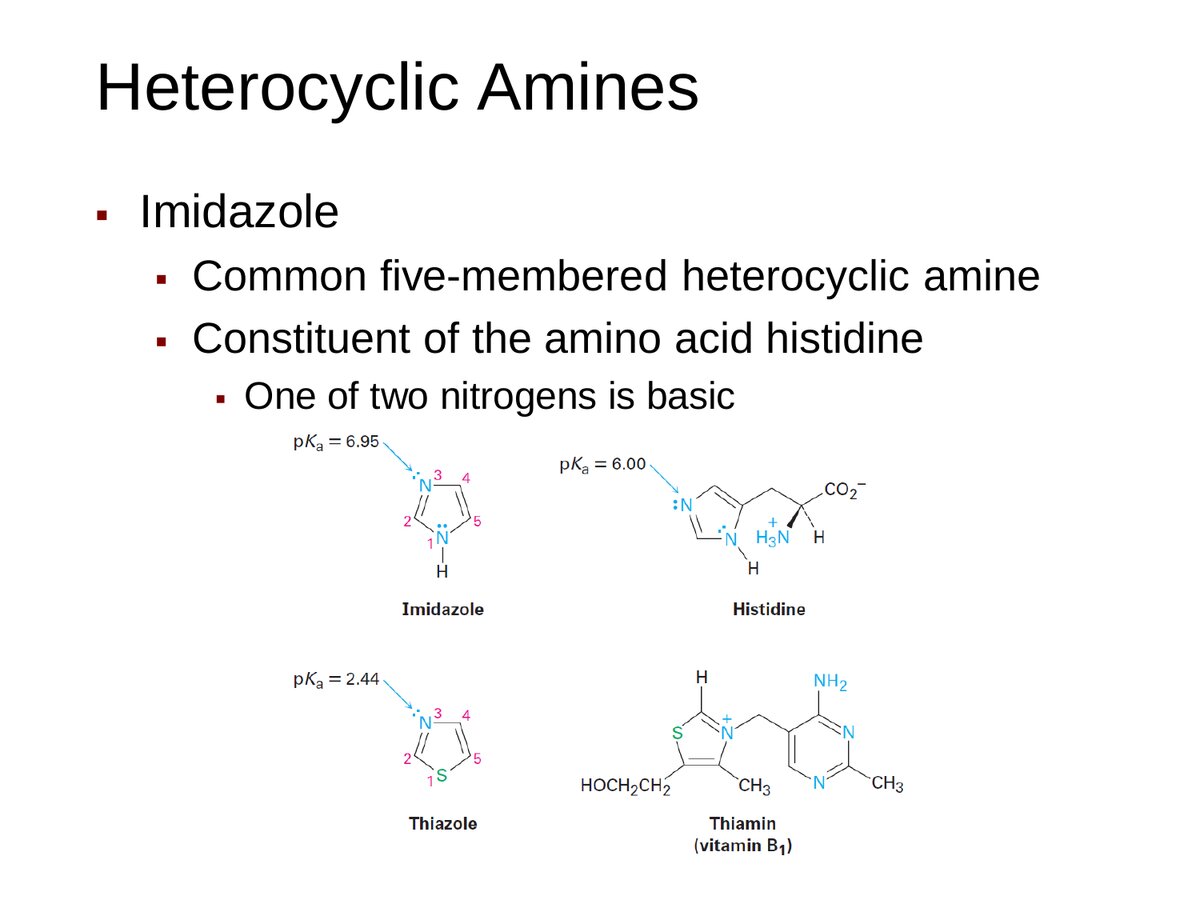 Heterocyclic Amines
▪ Imidazole
▪ Common five-membered heterocyclic amine
▪ Constituent of the amino acid histidine
▪ One of two nitrogens is basic
pKa = 6.95
3
4
N
2
5
1
N
H
Imidazole
pKa = 6.00
CO2−
:N
+
N
H3N
H
H
Histidine
pKa = 2.44
3
4
N
2
5
1
S
Thiazole
H
NH2
+
S
N
N
HOCH2CH2
CH3
N
CH3
Thiamin
(vitamin B1)